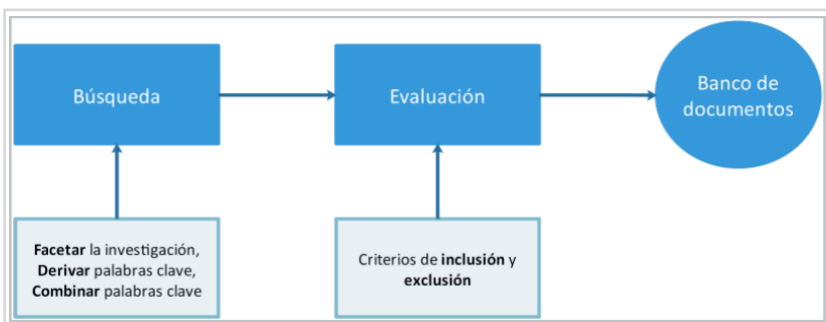 Búsqueda
Evaluación
Banco de
documentos
Facetar la investigación,
Derivar palabras clave,
Combinar palabras clave
Criterios de inclusión y
exclusión